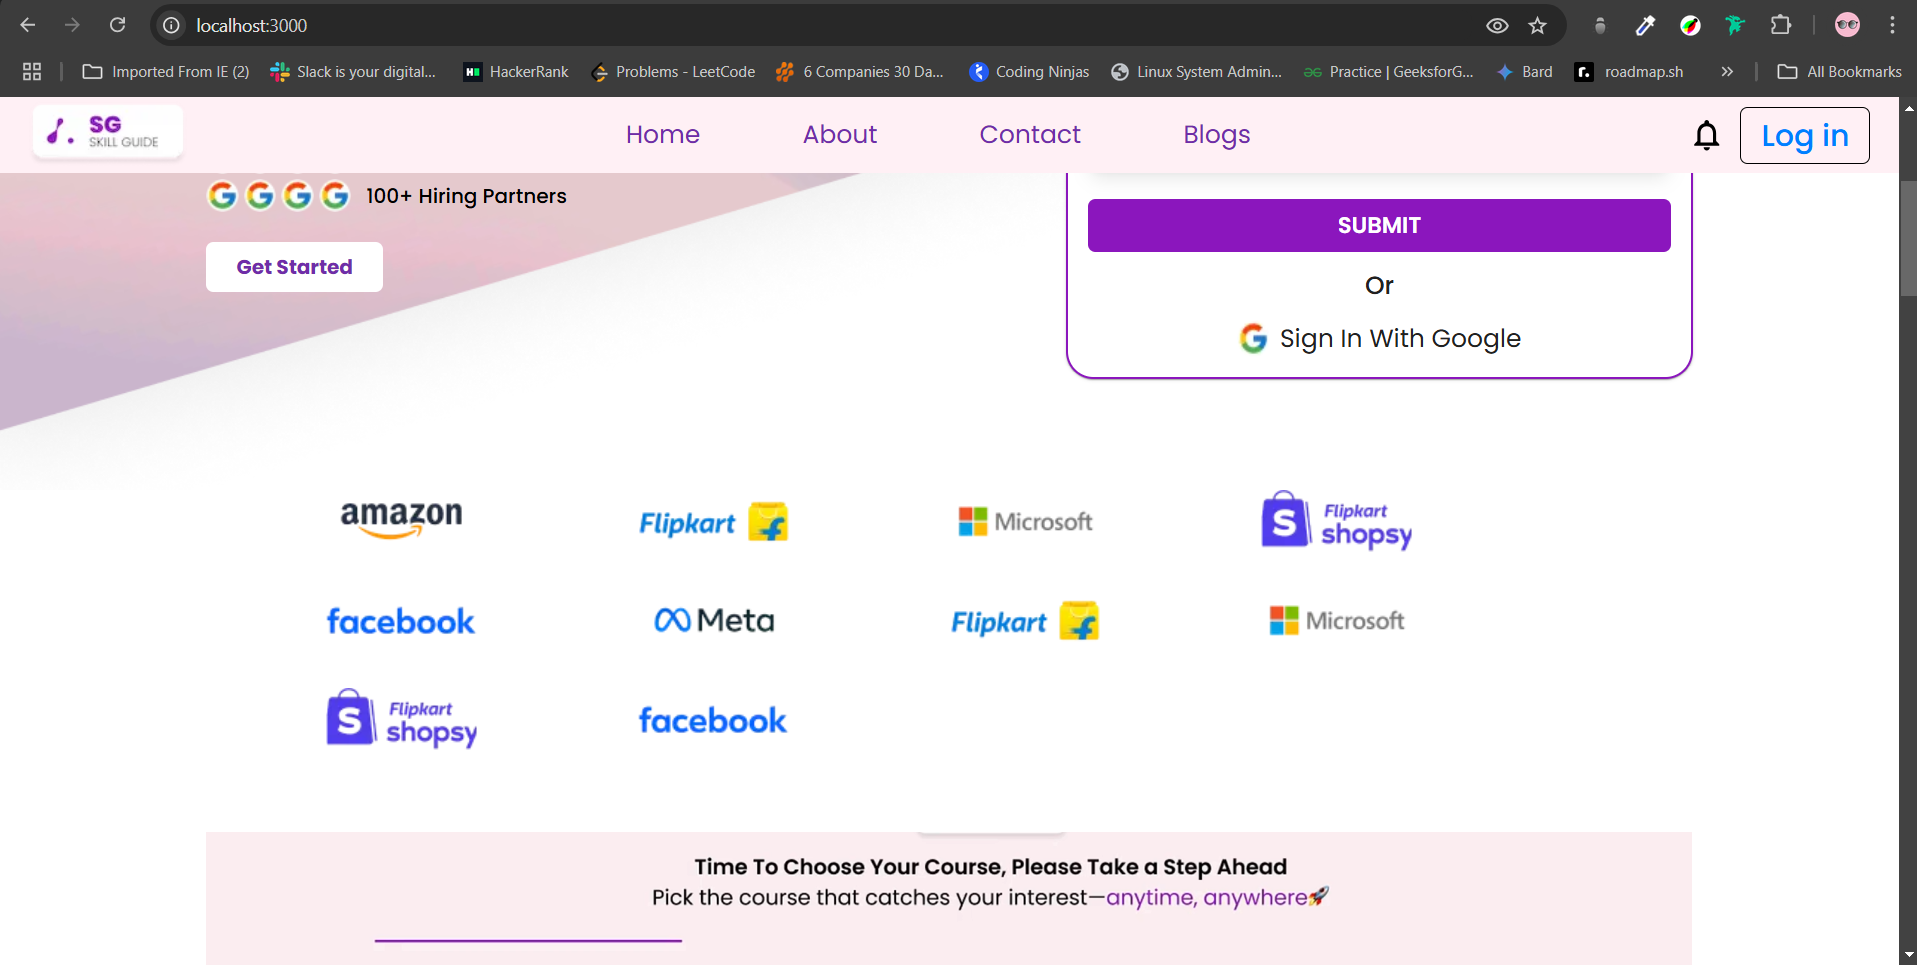 localhost:3000
Imported From IE (2) Slack is your digital... HackerRank Problems - LeetCode 6 Companies 30 Da... Coding Ninjas Linux System Admin... Practice | GeeksforG... Bard roadmap.sh » All Bookmarks
SG
SKILL GUIDE
Home About Contact Blogs Log in
100+ Hiring Partners
Get Started
SUBMIT
Or
Sign In With Google
amazon Flipkart Microsoft Flipkart shopsy
facebook Meta Flipkart Microsoft
Flipkart shopsy facebook
Time To Choose Your Course, Please Take a Step Ahead
Pick the course that catches your interest—anytime, anywhere🚀